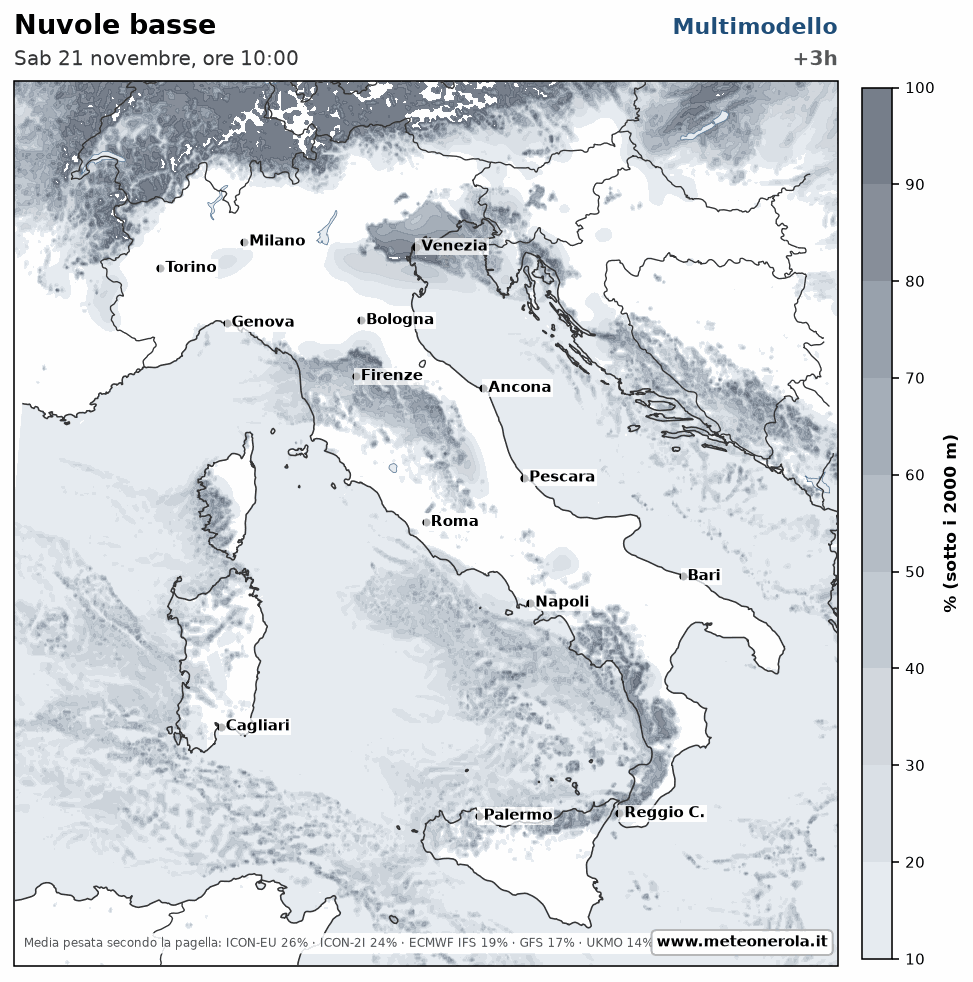 Nuvole basse
Multimodello
Sab 21 novembre, ore 10:00
+3h
100
90
80
70
60
50
40
30
20
10
% (sotto i 2000 m)
Milano
Venezia
Torino
Genova
Bologna
Firenze
Ancona
Pescara
Roma
Bari
Napoli
Cagliari
Palermo
Reggio C.
Media pesata secondo la pagella: ICON-EU 26% · ICON-2I 24% · ECMWF IFS 19% · GFS 17% · UKMO 14%
www.meteonerola.it